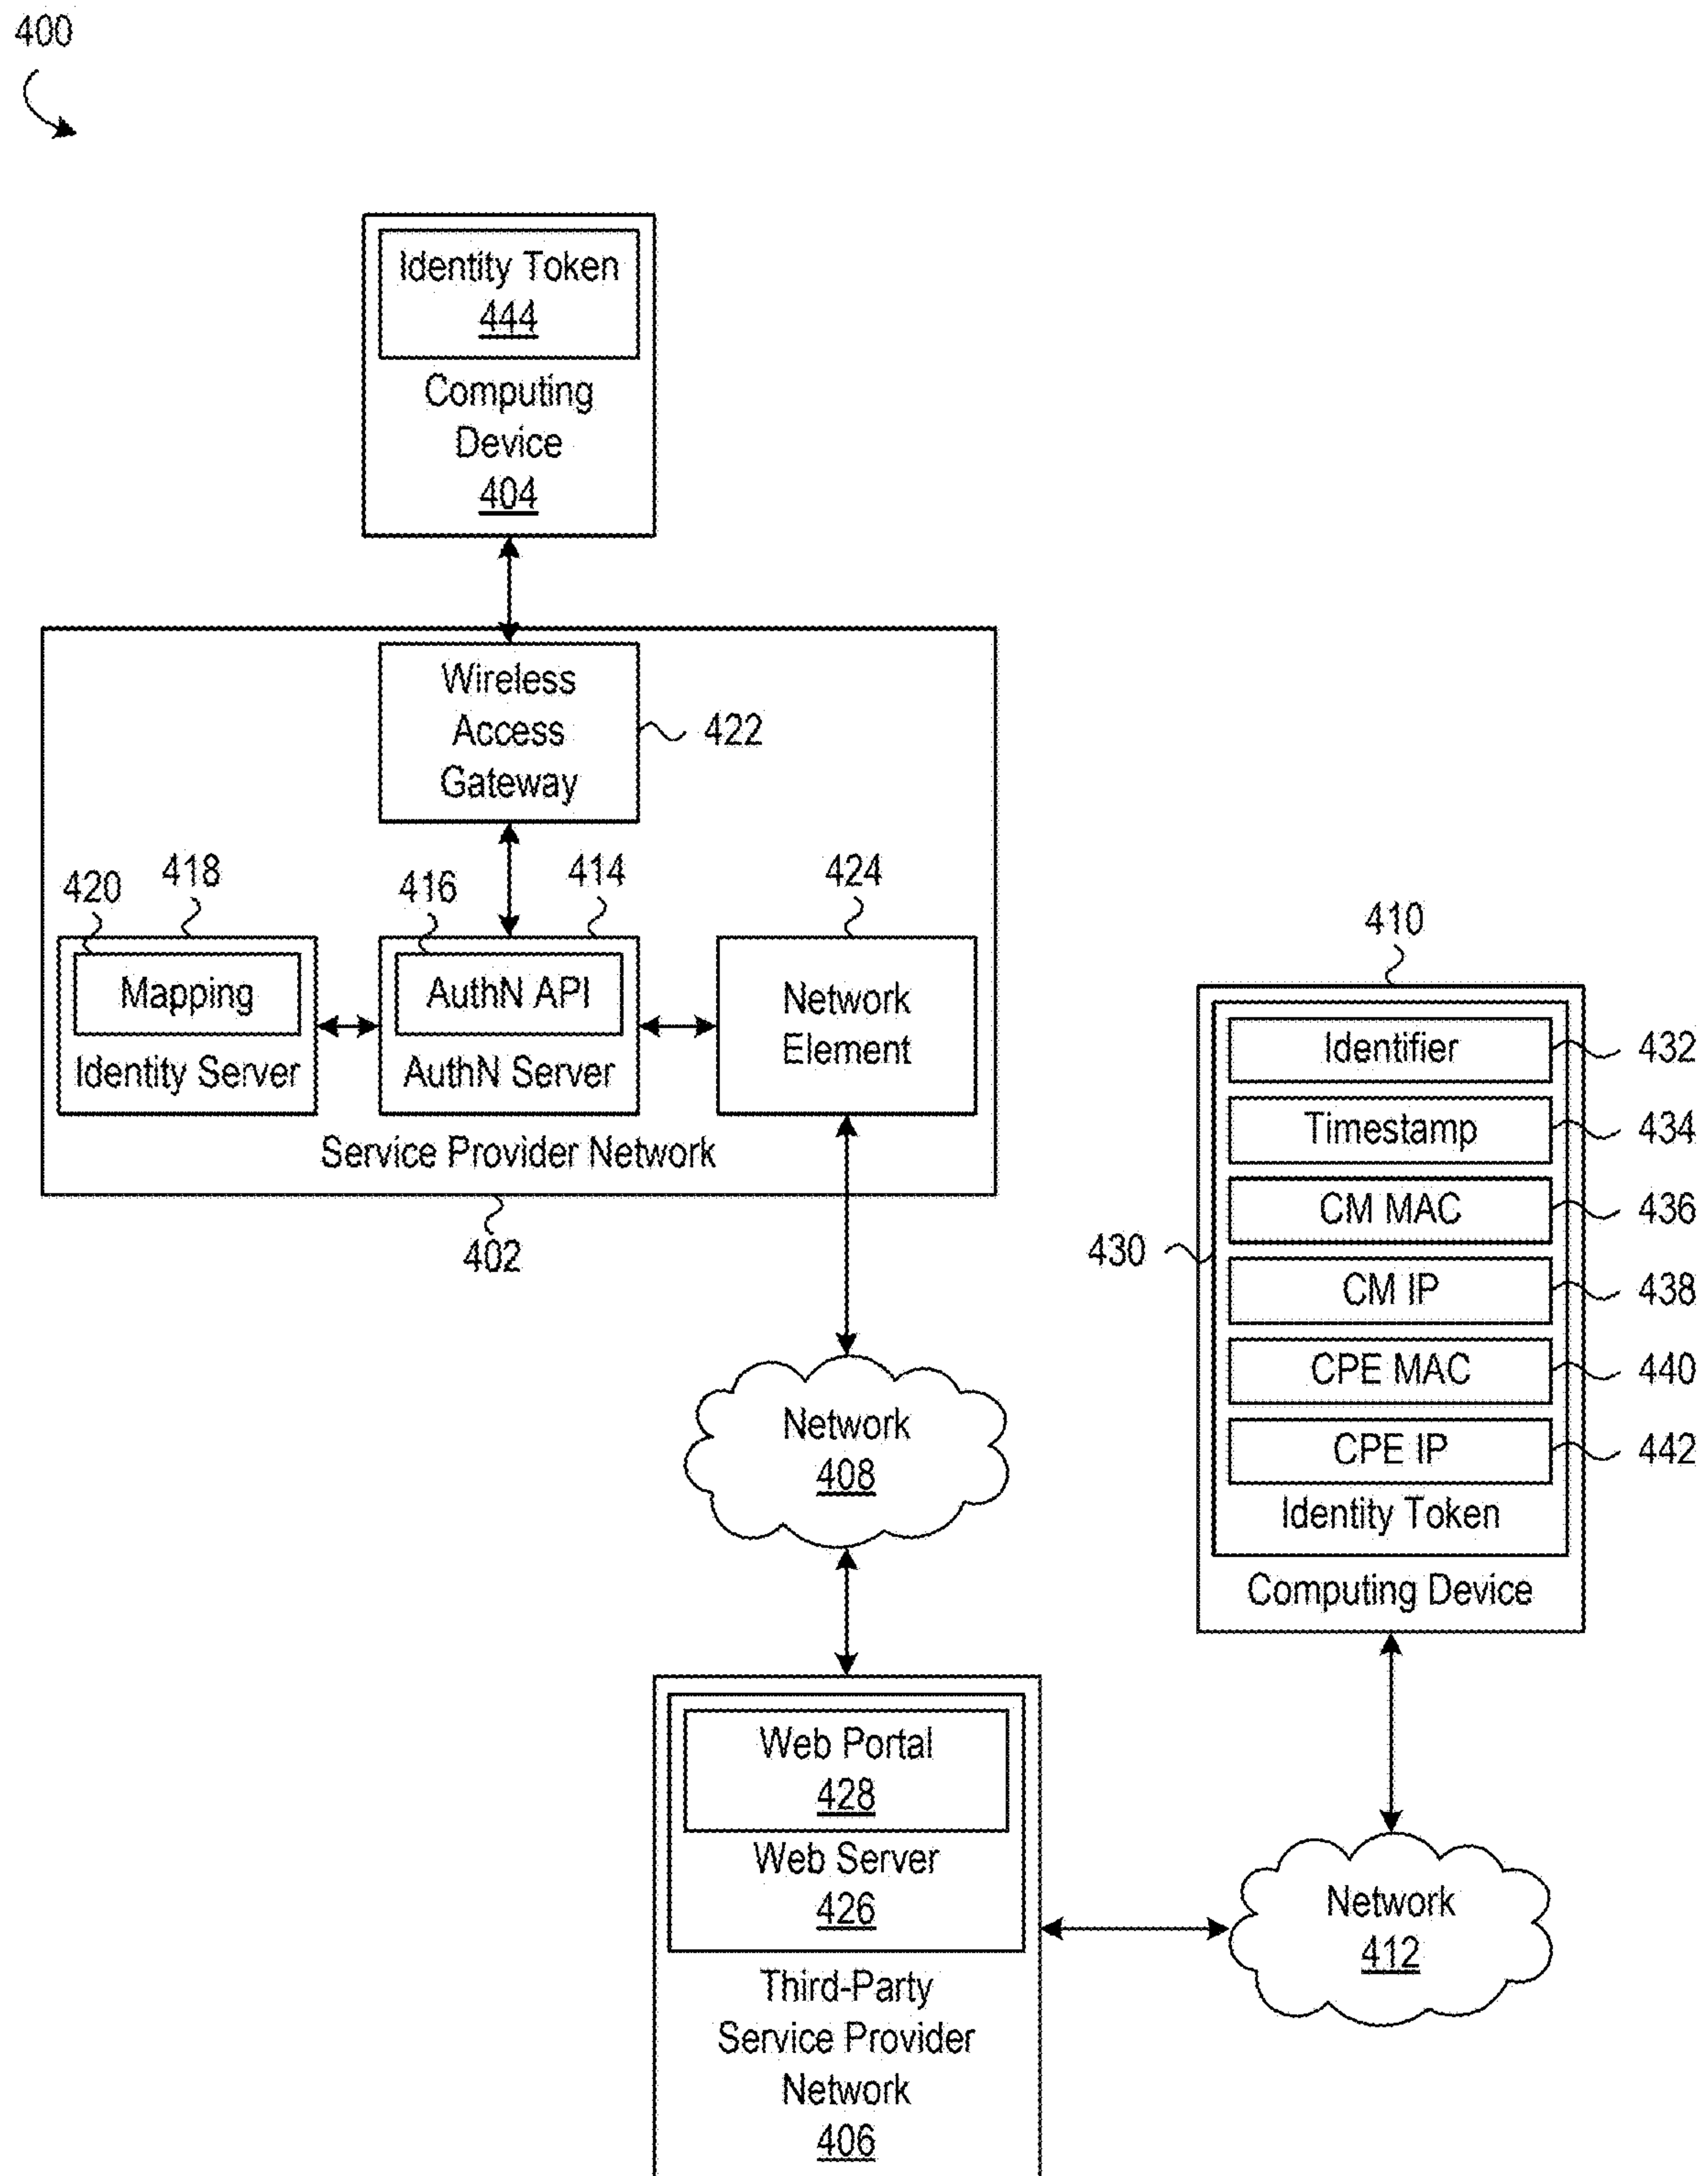 400
Identity Token
444
Computing
Device
404
Wireless
Access
Gateway
422
420
418
416
414
424
Mapping
Identity Server
AuthN API
AuthN Server
Network
Element
Service Provider Network
402
410
Identifier
432
Timestamp
434
CM MAC
436
430
CM IP
438
CPE MAC
440
CPE IP
442
Identity Token
Computing Device
Network
408
Web Portal
428
Web Server
426
Third-Party
Service Provider
Network
406
Network
412